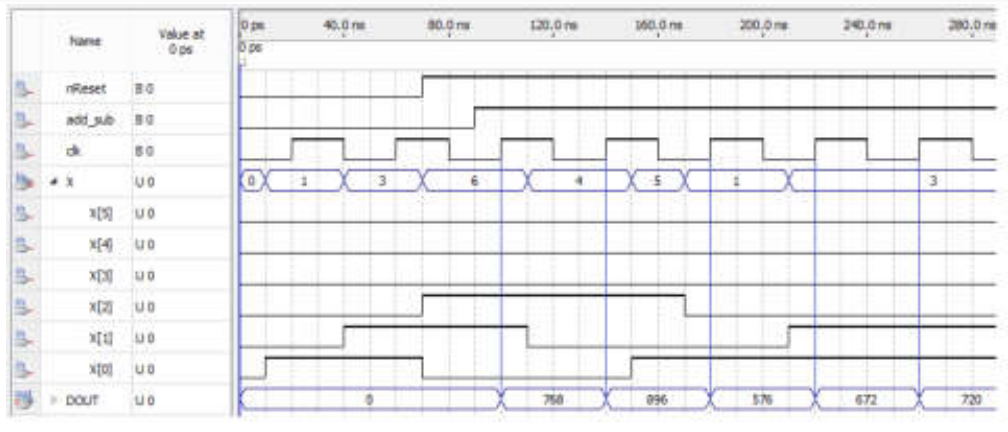 Name Value at 0 ps 0 ps 40.0 ns 80.0 ns 120.0 ns 160.0 ns 200.0 ns 240.0 ns 280.0 ns
0 ps
nReset B 0
add_sub B 0
clk B 0
X U 0 0 1 3 6 4 5 1 3
X[5] U 0
X[4] U 0
X[3] U 0
X[2] U 0
X[1] U 0
X[0] U 0
DOUT U 0 0 768 896 576 672 720